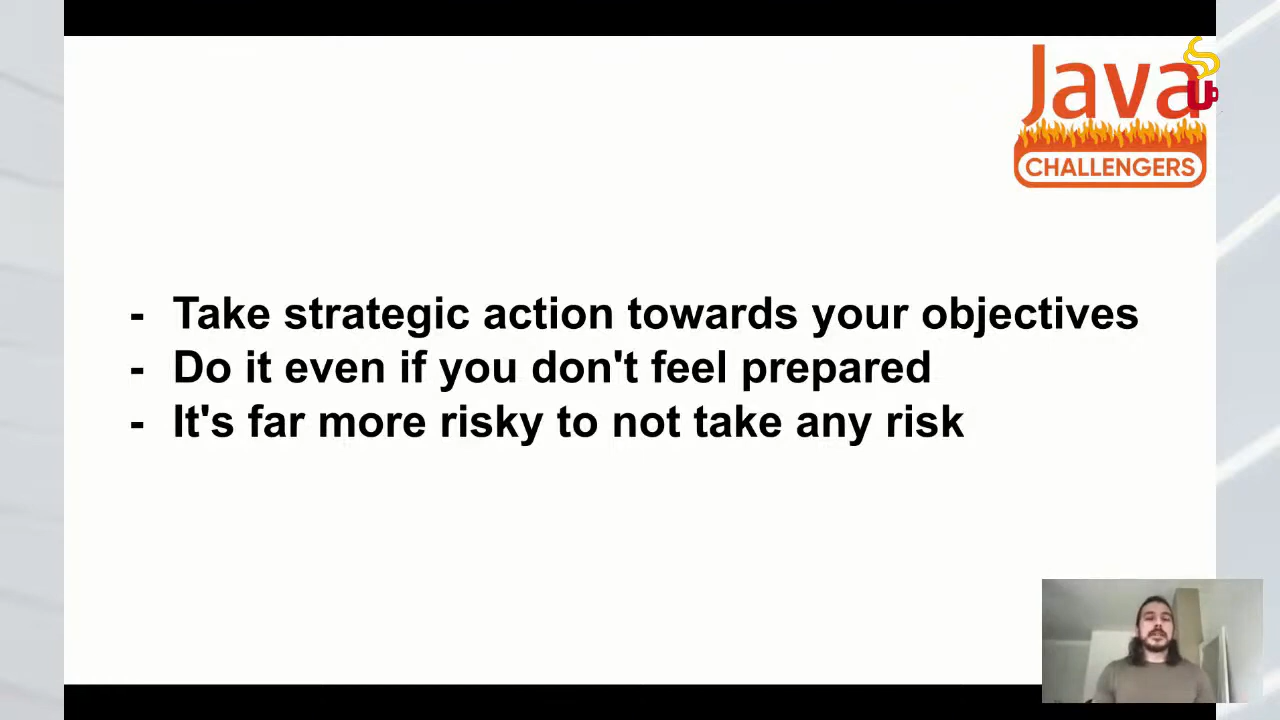 Java
CHALLENGERS
- Take strategic action towards your objectives
- Do it even if you don't feel prepared
- It's far more risky to not take any risk